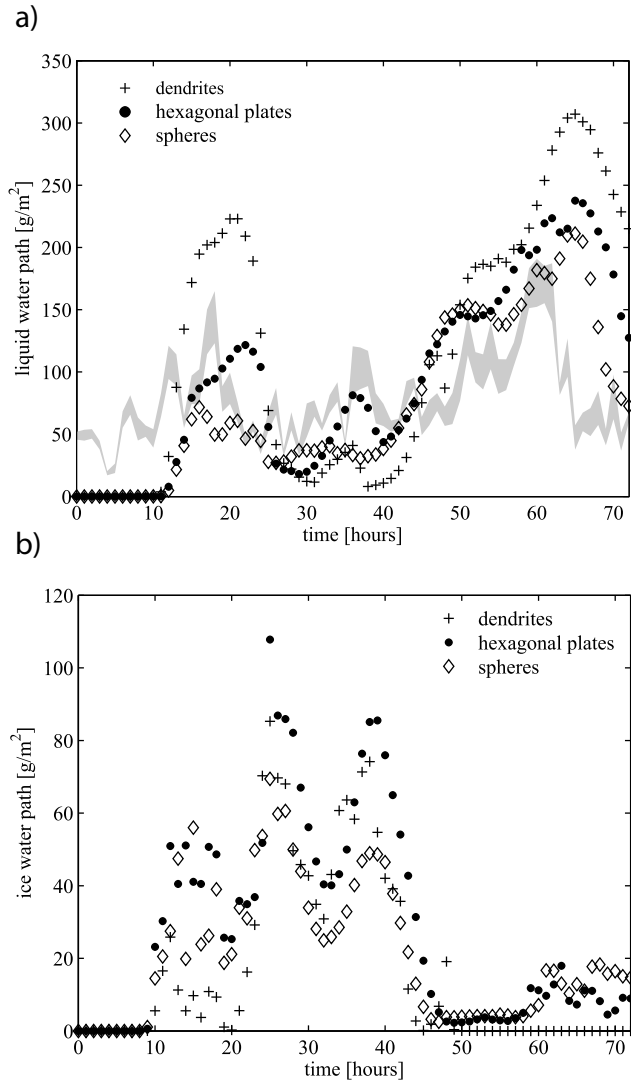 a)
350
300
250
200
150
100
50
0
liquid water path [g/m²]
dendrites
hexagonal plates
spheres
0 10 20 30 40 50 60 70
time [hours]
b)
120
100
80
60
40
20
0
ice water path [g/m²]
dendrites
hexagonal plates
spheres
0 10 20 30 40 50 60 70
time [hours]